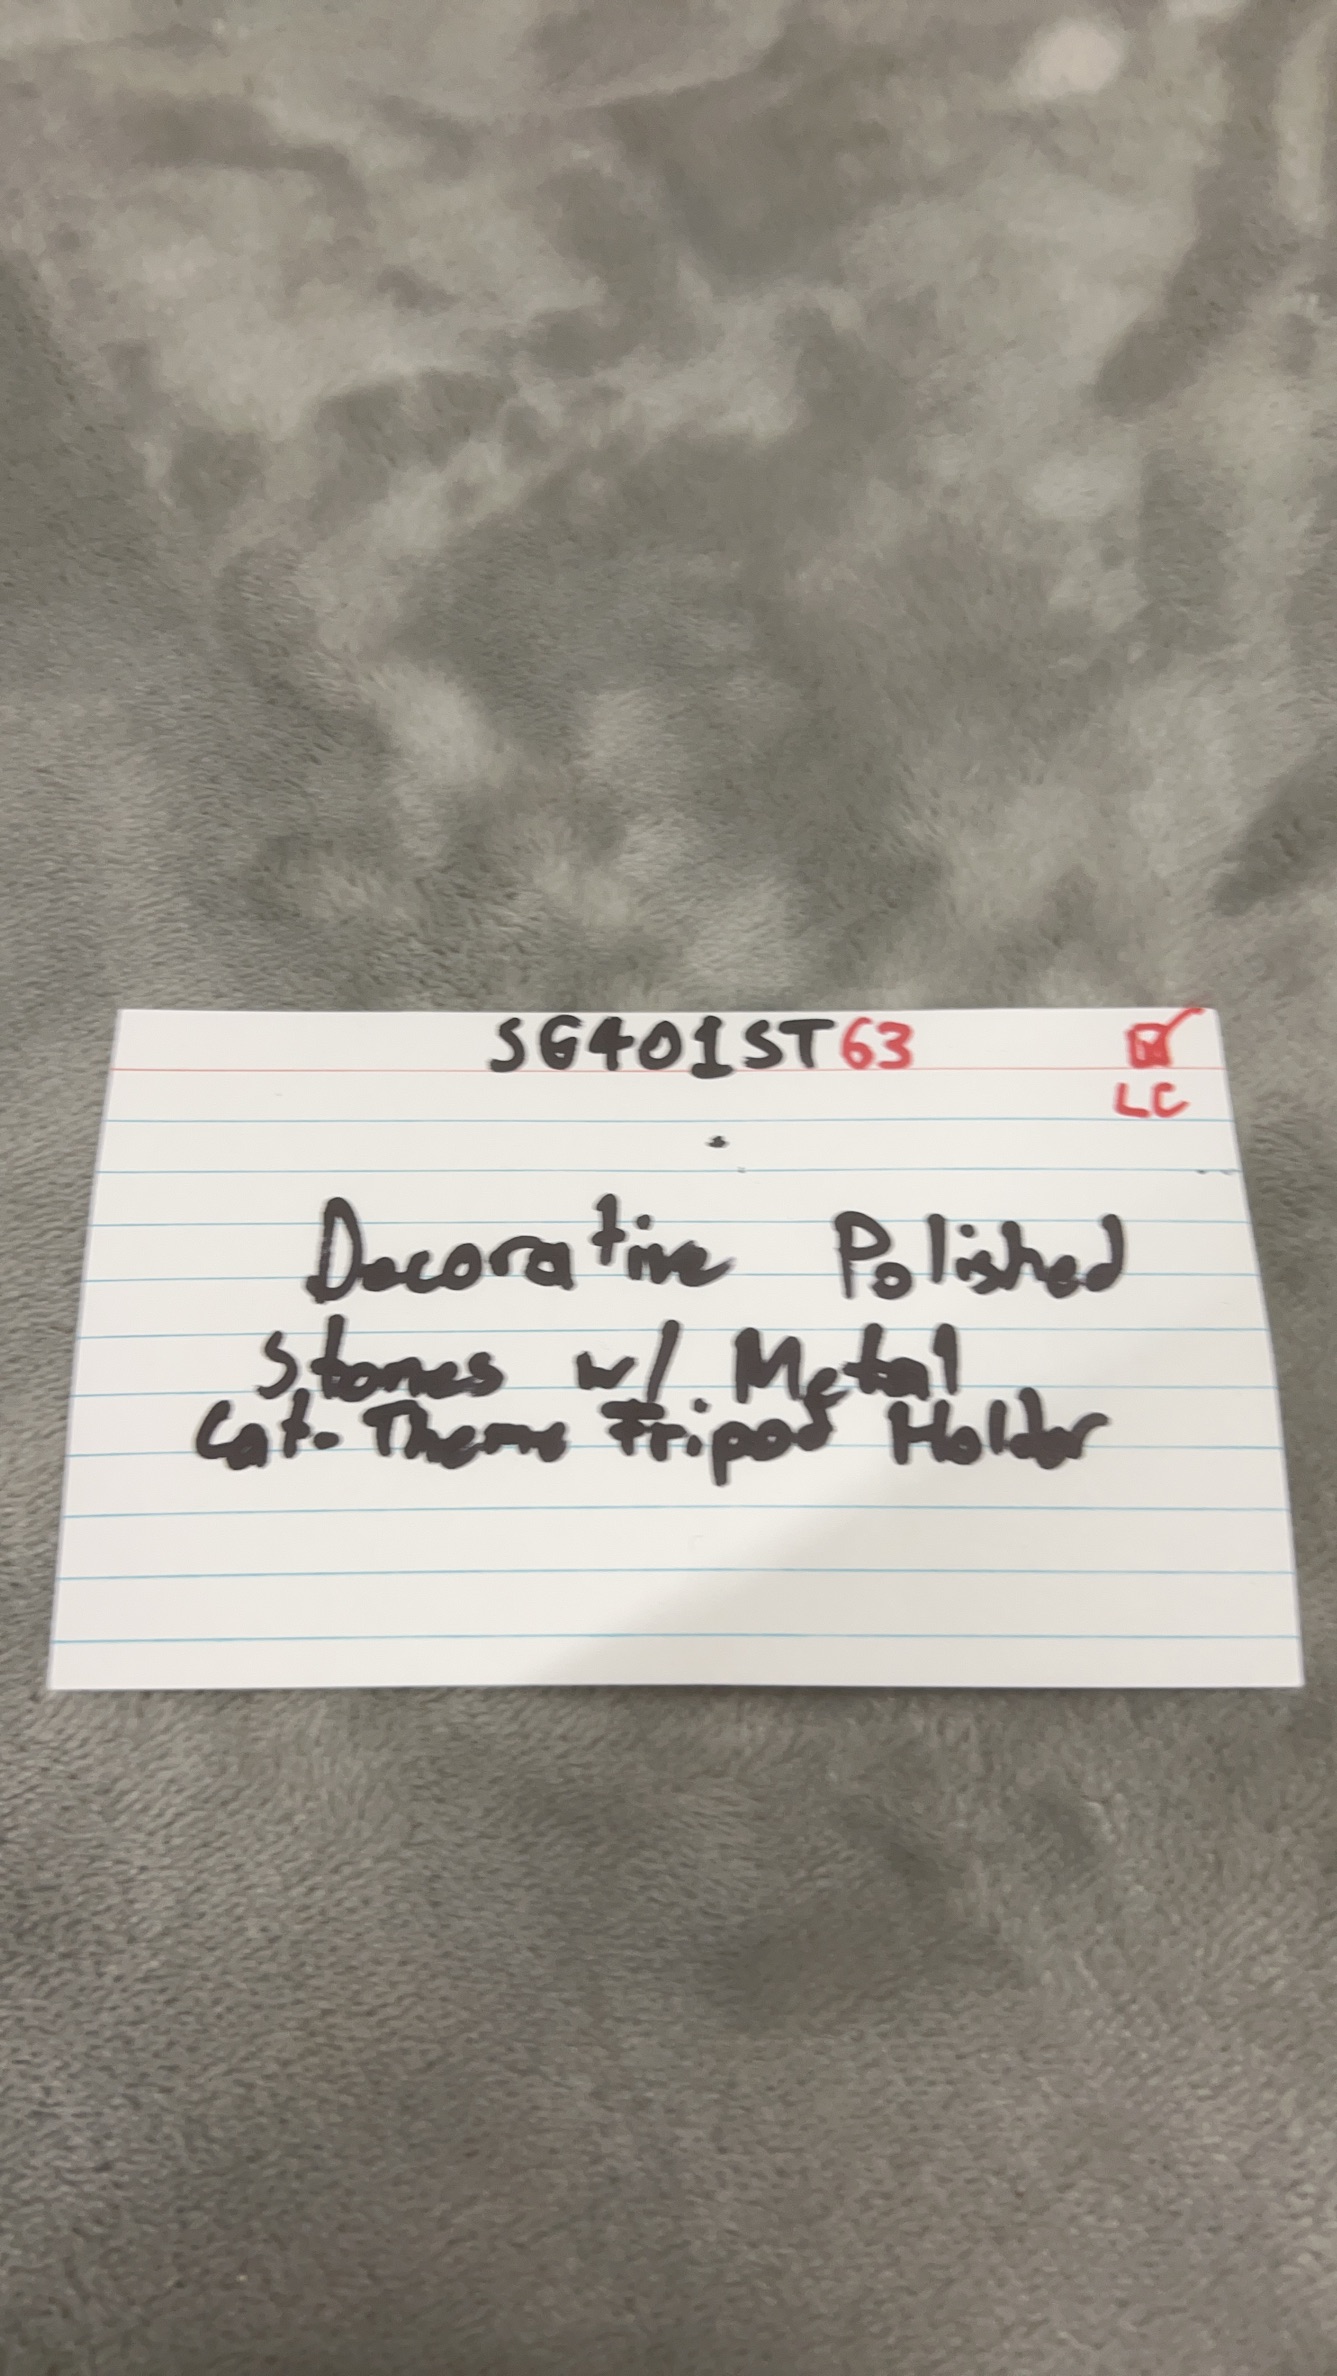 SG401ST63
LC
Decorative Polished
Stones w/ Metal
Cat-Theme Tripod Holder